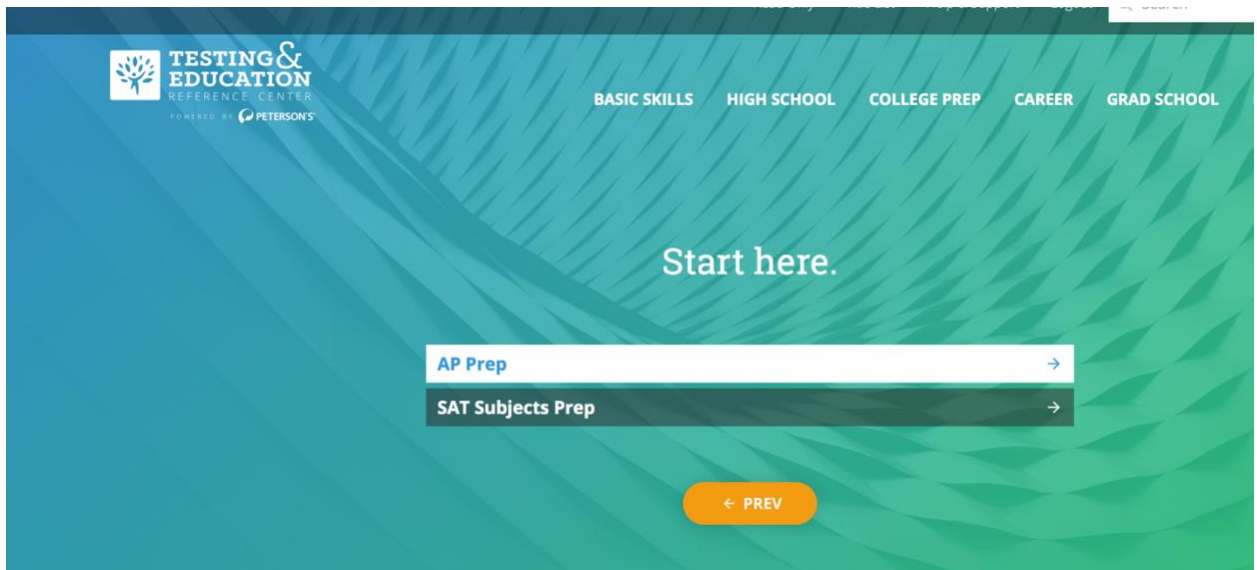 Search
TESTING&
EDUCATION
REFERENCE CENTER
POWERED BY PETERSON'S
BASIC SKILLS HIGH SCHOOL COLLEGE PREP CAREER GRAD SCHOOL
Start here.
AP Prep →
SAT Subjects Prep →
← PREV